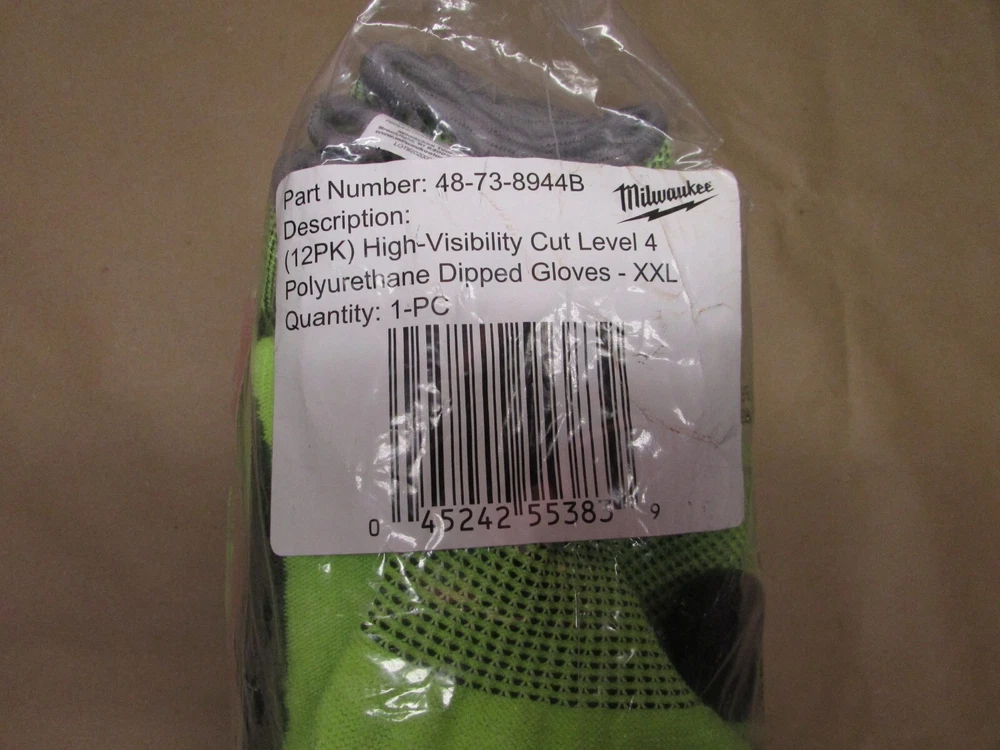 Part Number: 48-73-8944B
Milwaukee
Description:
(12PK) High-Visibility Cut Level 4
Polyurethane Dipped Gloves - XXL
Quantity: 1-PC
0 45242 55383 9